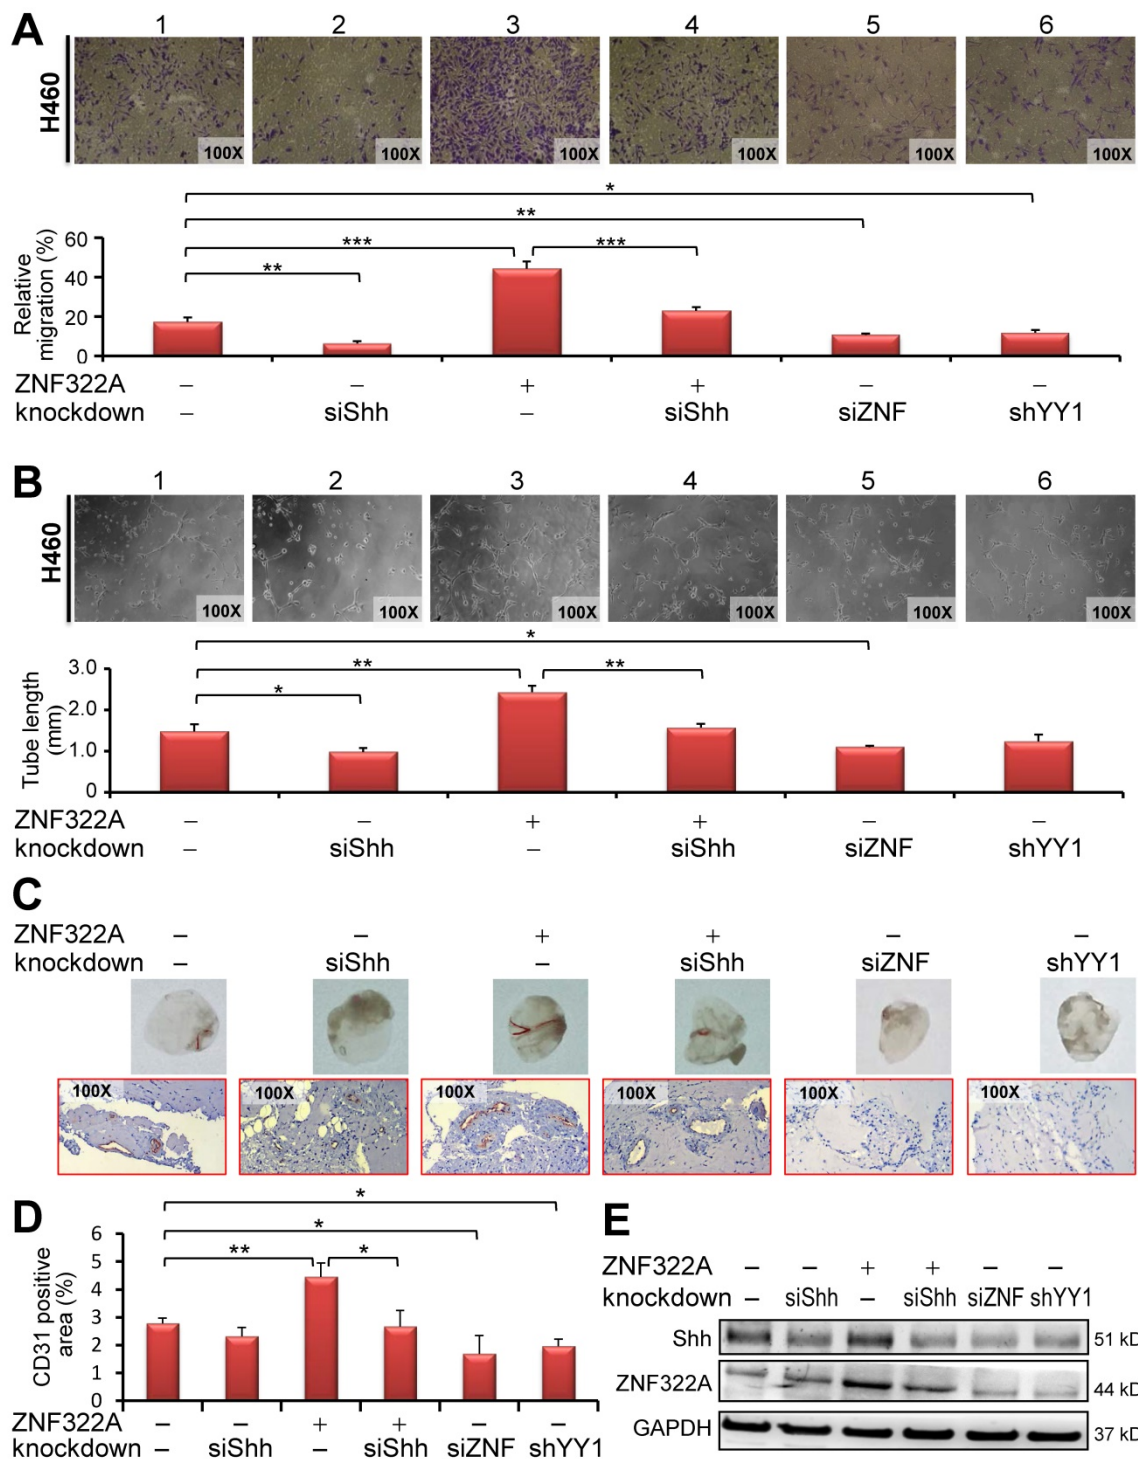 A
1 2 3 4 5 6
H460
100X 100X 100X 100X 100X 100X
*
**
*** ***
**
Relative migration (%)
60
40
20
0
ZNF322A – – + + – –
knockdown – siShh – siShh siZNF shYY1
B
1 2 3 4 5 6
H460
100X 100X 100X 100X 100X 100X
*
** **
*
Tube length (mm)
3.0
2.0
1.0
0
ZNF322A – – + + – –
knockdown – siShh – siShh siZNF shYY1
C
ZNF322A – – + + – –
knockdown – siShh – siShh siZNF shYY1
100X 100X 100X 100X 100X 100X
D
*
*
** *
CD31 positive area (%)
6
5
4
3
2
1
0
ZNF322A – – + + – –
knockdown – siShh – siShh siZNF shYY1
E
ZNF322A – – + + – –
knockdown – siShh – siShh siZNF shYY1
Shh 51 kD
ZNF322A 44 kD
GAPDH 37 kD